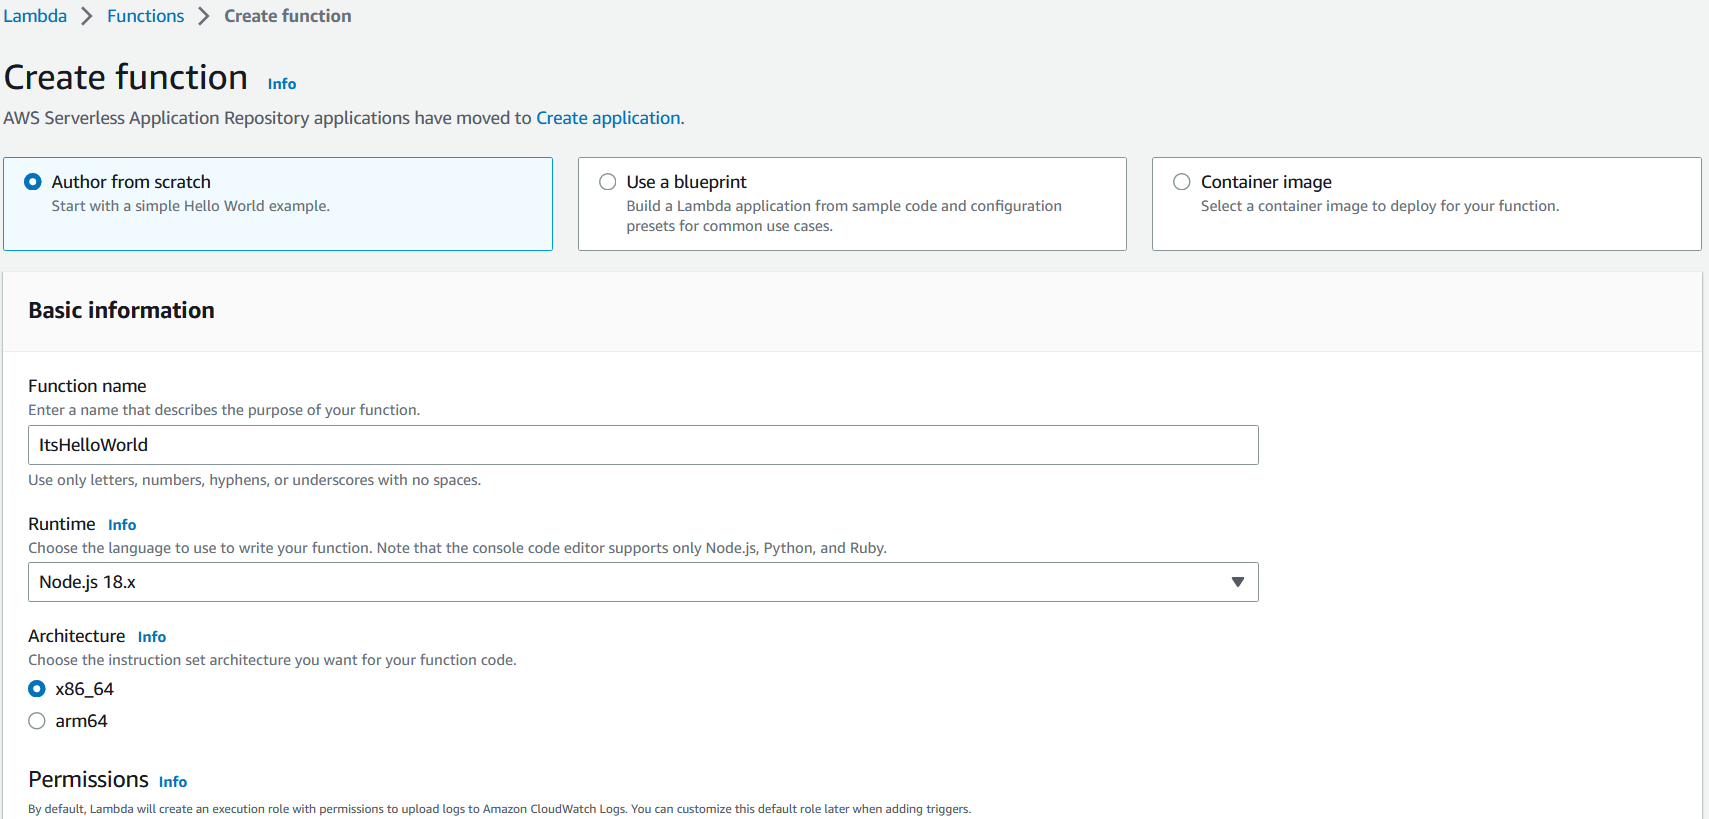 Lambda > Functions > Create function
Create function Info
AWS Serverless Application Repository applications have moved to Create application.
Author from scratch
Start with a simple Hello World example.
Use a blueprint
Build a Lambda application from sample code and configuration
presets for common use cases.
Container image
Select a container image to deploy for your function.
Basic information
Function name
Enter a name that describes the purpose of your function.
ItsHelloWorld
Use only letters, numbers, hyphens, or underscores with no spaces.
Runtime Info
Choose the language to use to write your function. Note that the console code editor supports only Node.js, Python, and Ruby.
Node.js 18.x
Architecture Info
Choose the instruction set architecture you want for your function code.
x86_64
arm64
Permissions Info
By default, Lambda will create an execution role with permissions to upload logs to Amazon CloudWatch Logs. You can customize this default role later when adding triggers.